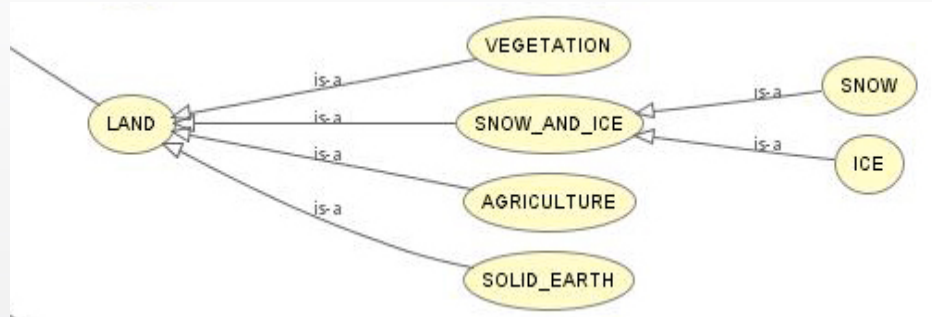 VEGETATION
is-a
is-a
SNOW
LAND
is-a
SNOW_AND_ICE
is-a
is-a
ICE
AGRICULTURE
is-a
SOLID_EARTH